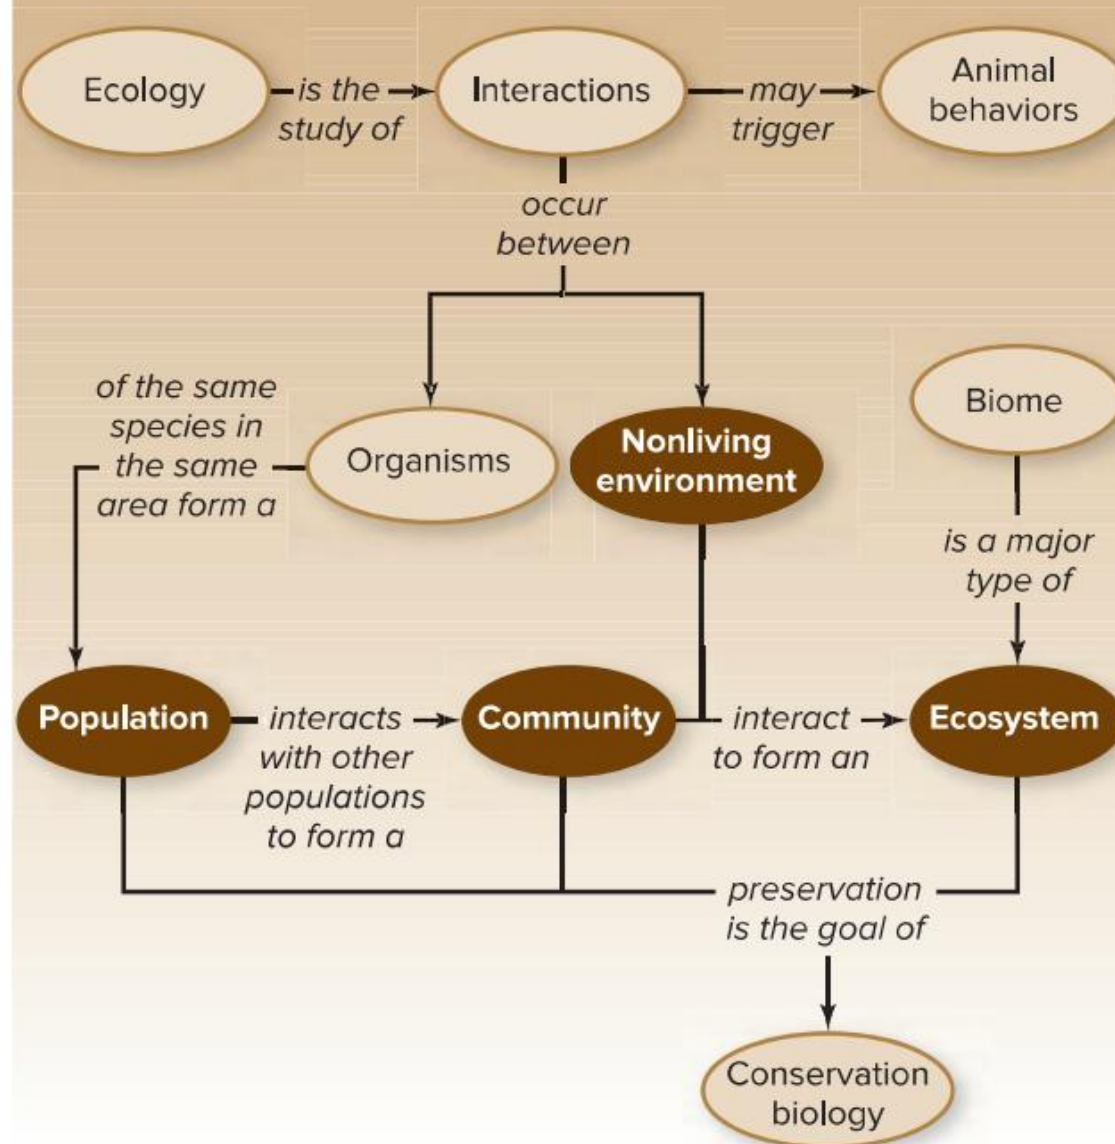 Ecology
is the
study of
Interactions
may
trigger
Animal
behaviors
occur
between
of the same
species in
the same
area form a
Organisms
Nonliving
environment
Biome
is a major
type of
Population
interacts
with other
populations
to form a
Community
interact
to form an
Ecosystem
preservation
is the goal of
Conservation
biology